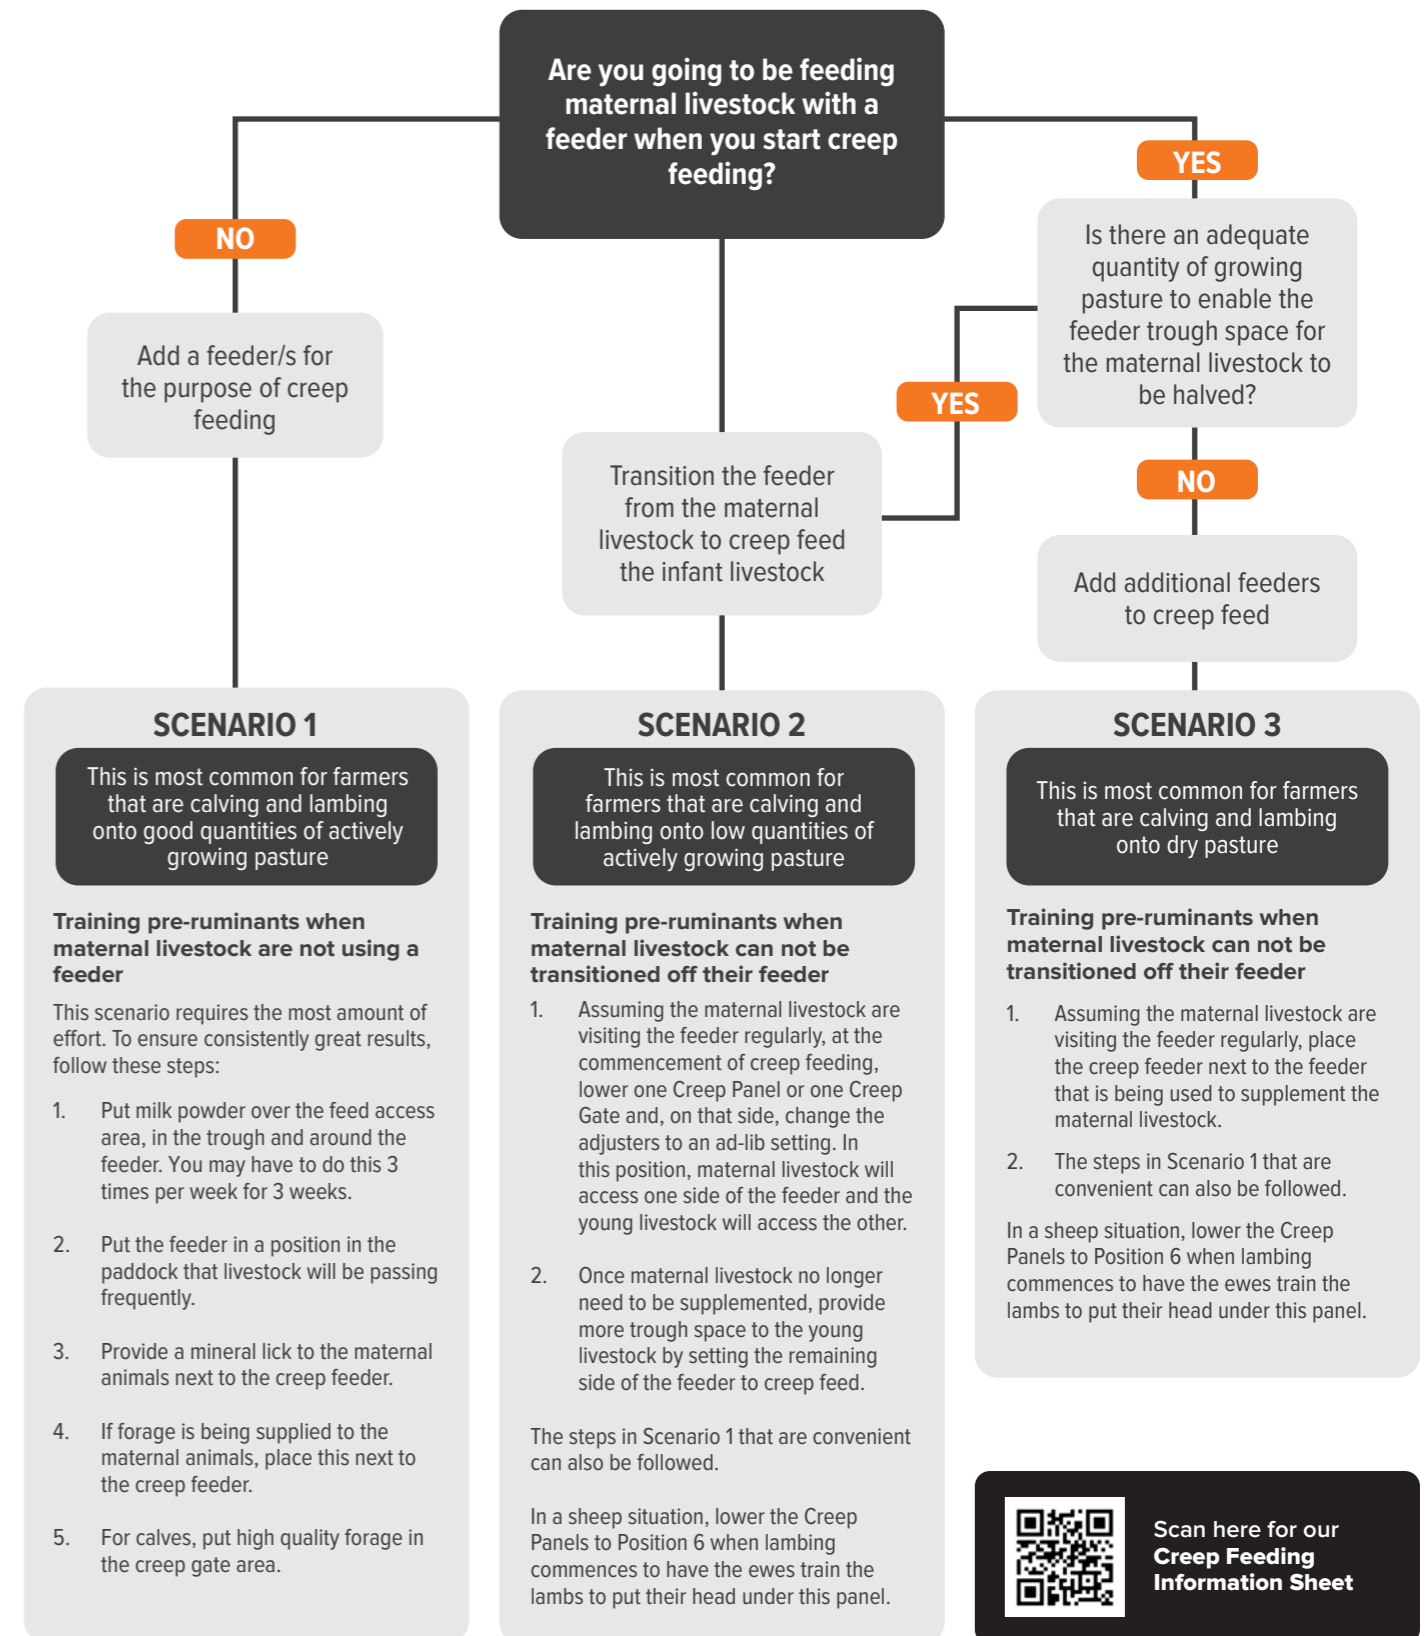 Are you going to be feeding
maternal livestock with a
feeder when you start creep
feeding?
NO
Add a feeder/s for
the purpose of creep
feeding
YES
Is there an adequate
quantity of growing
pasture to enable the
feeder trough space for
the maternal livestock to
be halved?
YES
Transition the feeder
from the maternal
livestock to creep feed
the infant livestock
NO
Add additional feeders
to creep feed
SCENARIO 1
This is most common for farmers
that are calving and lambing
onto good quantities of actively
growing pasture
Training pre-ruminants when
maternal livestock are not using a
feeder
This scenario requires the most amount of
effort. To ensure consistently great results,
follow these steps:
1. Put milk powder over the feed access
area, in the trough and around the
feeder. You may have to do this 3
times per week for 3 weeks.
2. Put the feeder in a position in the
paddock that livestock will be passing
frequently.
3. Provide a mineral lick to the maternal
animals next to the creep feeder.
4. If forage is being supplied to the
maternal animals, place this next to
the creep feeder.
5. For calves, put high quality forage in
the creep gate area.
SCENARIO 2
This is most common for
farmers that are calving and
lambing onto low quantities of
actively growing pasture
Training pre-ruminants when
maternal livestock can not be
transitioned off their feeder
1. Assuming the maternal livestock are
visiting the feeder regularly, at the
commencement of creep feeding,
lower one Creep Panel or one Creep
Gate and, on that side, change the
adjusters to an ad-lib setting. In
this position, maternal livestock will
access one side of the feeder and the
young livestock will access the other.
2. Once maternal livestock no longer
need to be supplemented, provide
more trough space to the young
livestock by setting the remaining
side of the feeder to creep feed.
The steps in Scenario 1 that are convenient
can also be followed.
In a sheep situation, lower the Creep
Panels to Position 6 when lambing
commences to have the ewes train the
lambs to put their head under this panel.
SCENARIO 3
This is most common for farmers
that are calving and lambing
onto dry pasture
Training pre-ruminants when
maternal livestock can not be
transitioned off their feeder
1. Assuming the maternal livestock are
visiting the feeder regularly, place
the creep feeder next to the feeder
that is being used to supplement the
maternal livestock.
2. The steps in Scenario 1 that are
convenient can also be followed.
In a sheep situation, lower the Creep
Panels to Position 6 when lambing
commences to have the ewes train the
lambs to put their head under this panel.
Scan here for our
Creep Feeding
Information Sheet